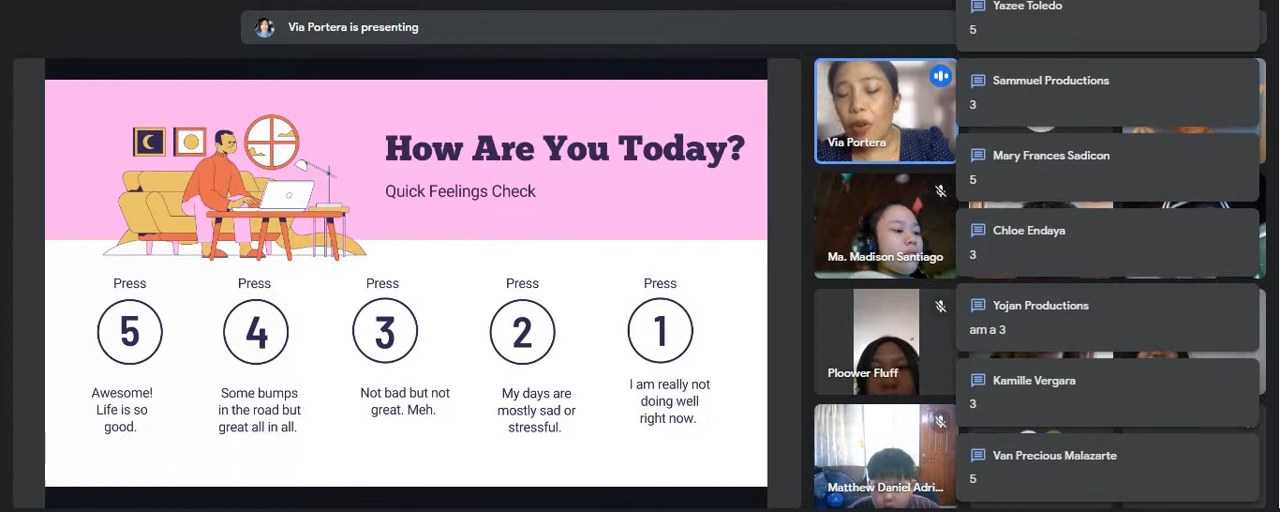 Via Portera is presenting
How Are You Today?
Quick Feelings Check
Press
5
Awesome!
Life is so
good.
Press
4
Some bumps
in the road but
great all in all.
Press
3
Not bad but not
great. Meh.
Press
2
My days are
mostly sad or
stressful.
Press
1
I am really not
doing well
right now.
Via Portera
Ma. Madison Santiago
Ploower Fluff
Matthew Daniel Adri...
Yazee Toledo
5
Sammuel Productions
3
Mary Frances Sadicon
5
Chloe Endaya
3
Yojan Productions
am a 3
Kamille Vergara
3
Van Precious Malazarte
5